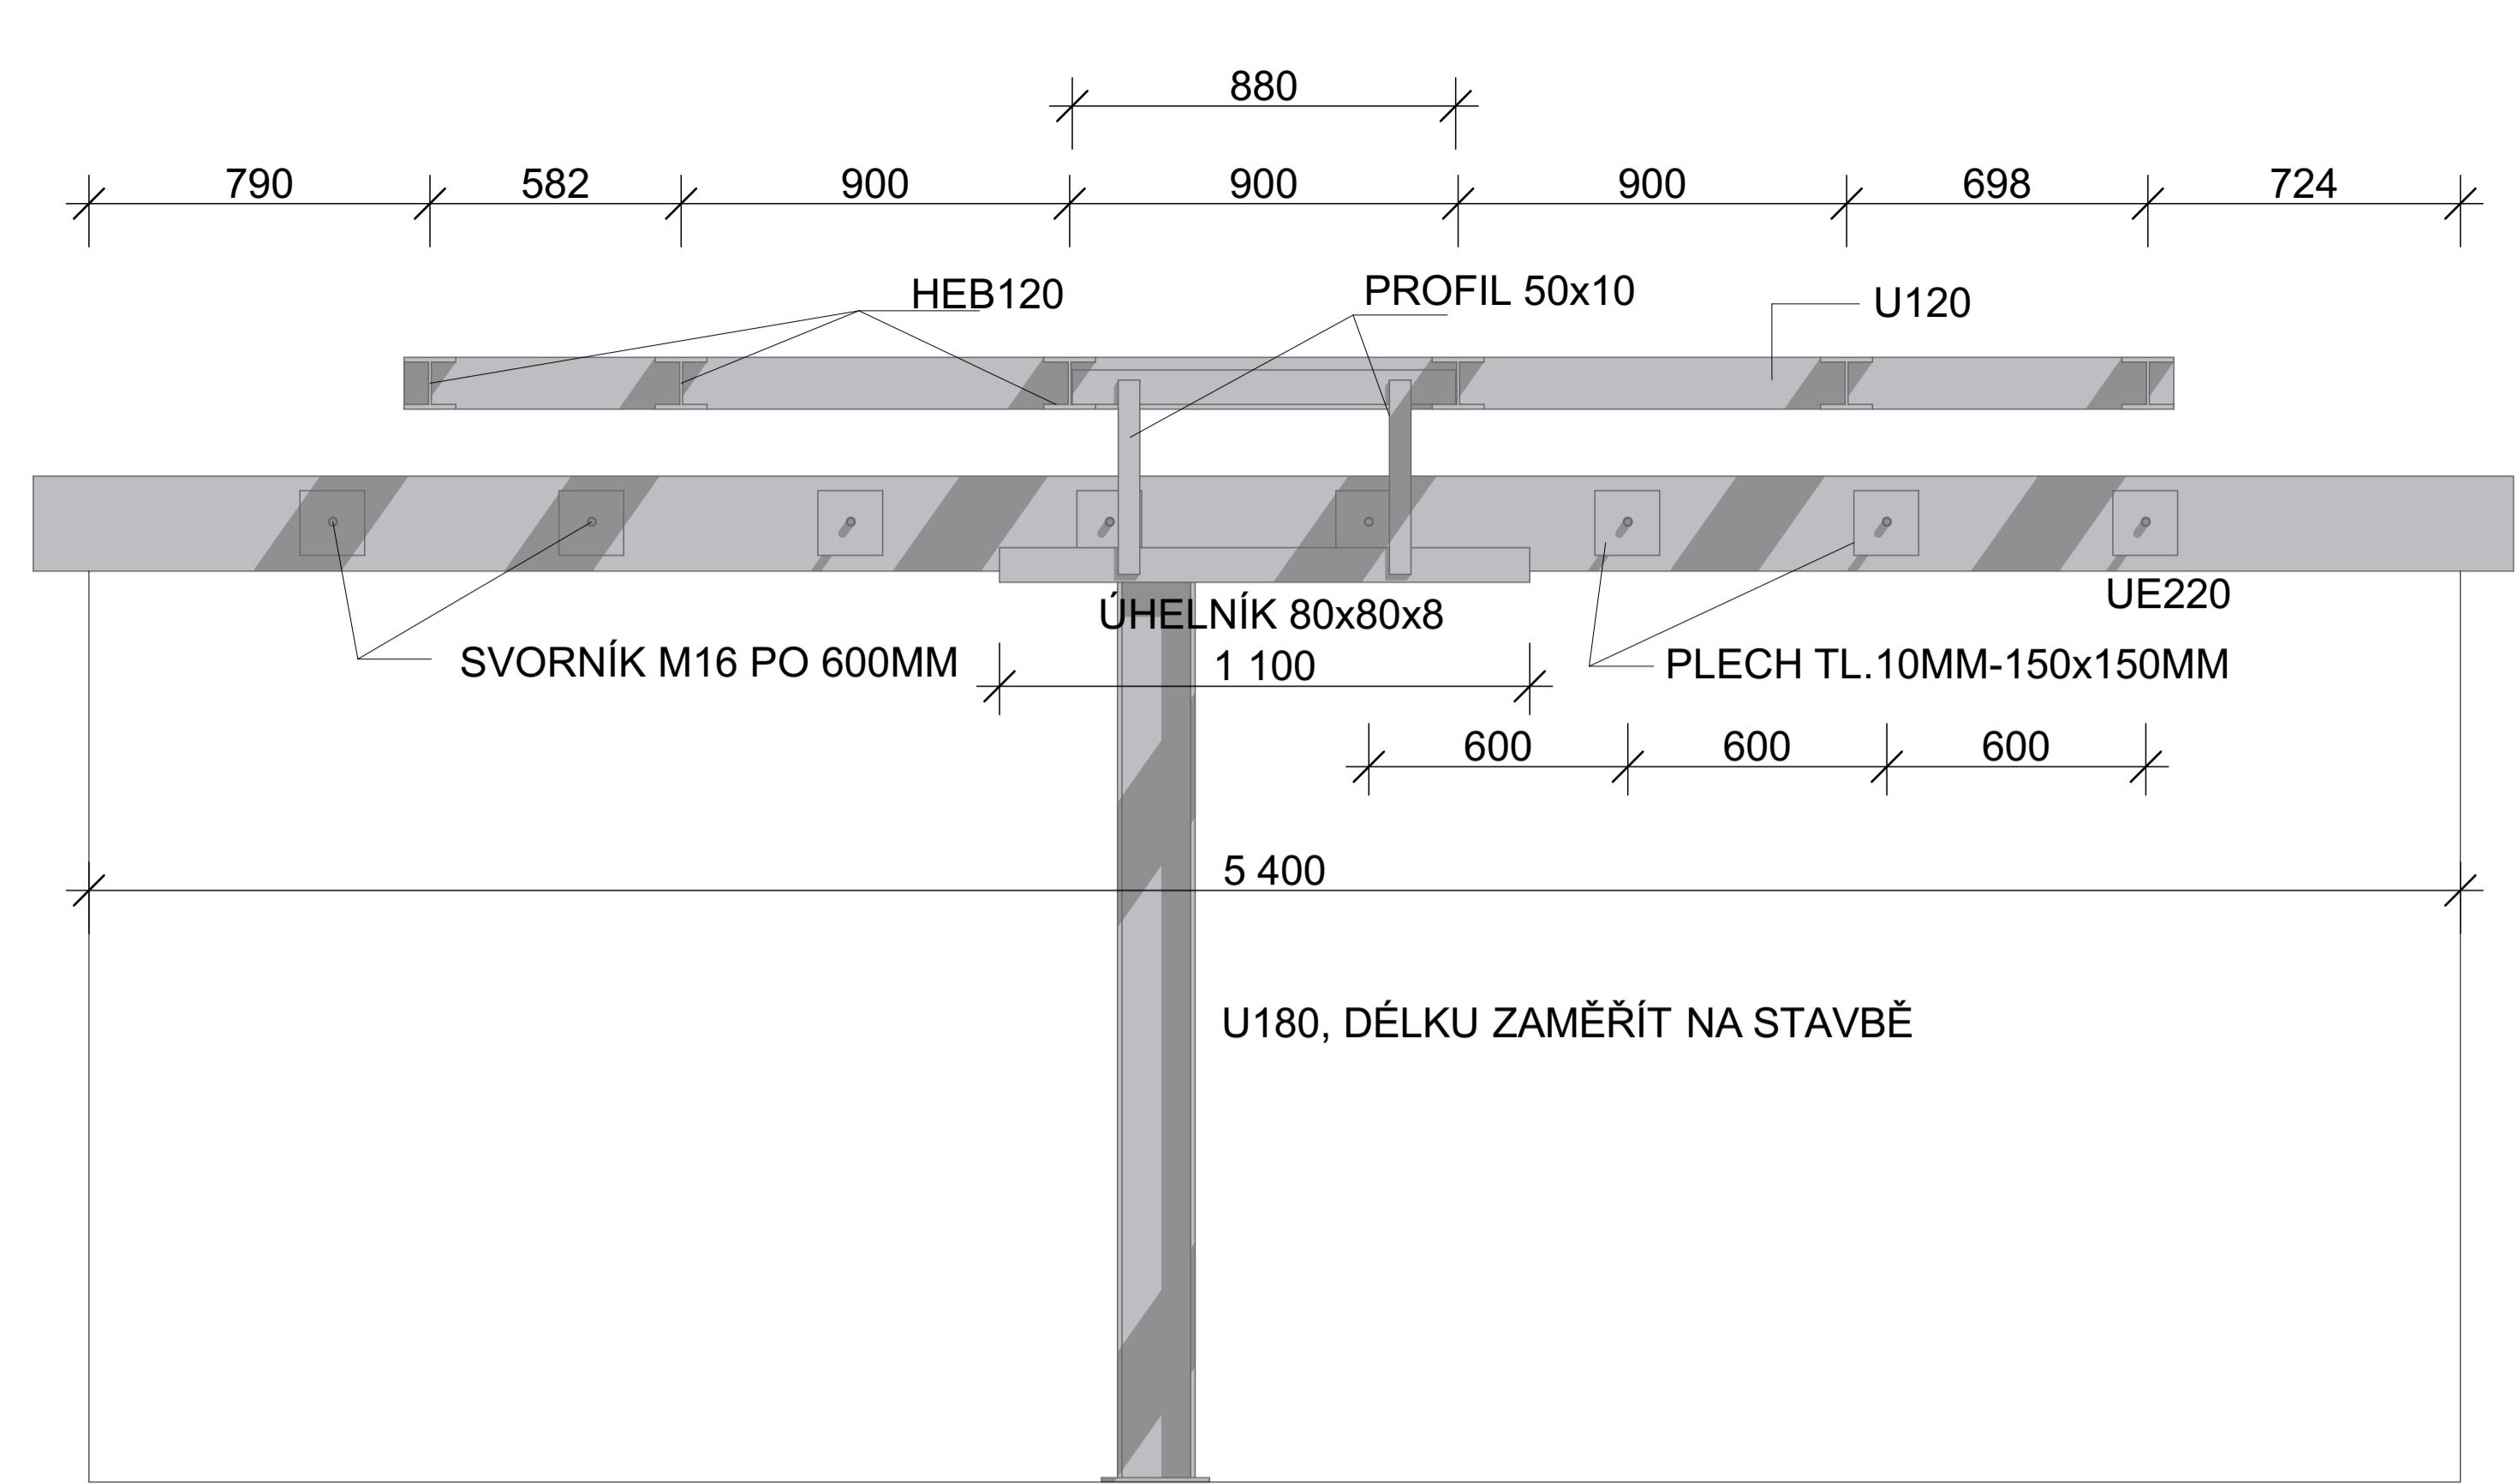 880
790 582 900 900 900 698 724
HEB120
PROFIL 50x10
U120
UE220
ÚHELNÍK 80x80x8
SVORNÍK M16 PO 600MM
1 100
PLECH TL.10MM-150x150MM
600 600 600
5 400
U180, DÉLKU ZAMĚŘÍT NA STAVBĚ